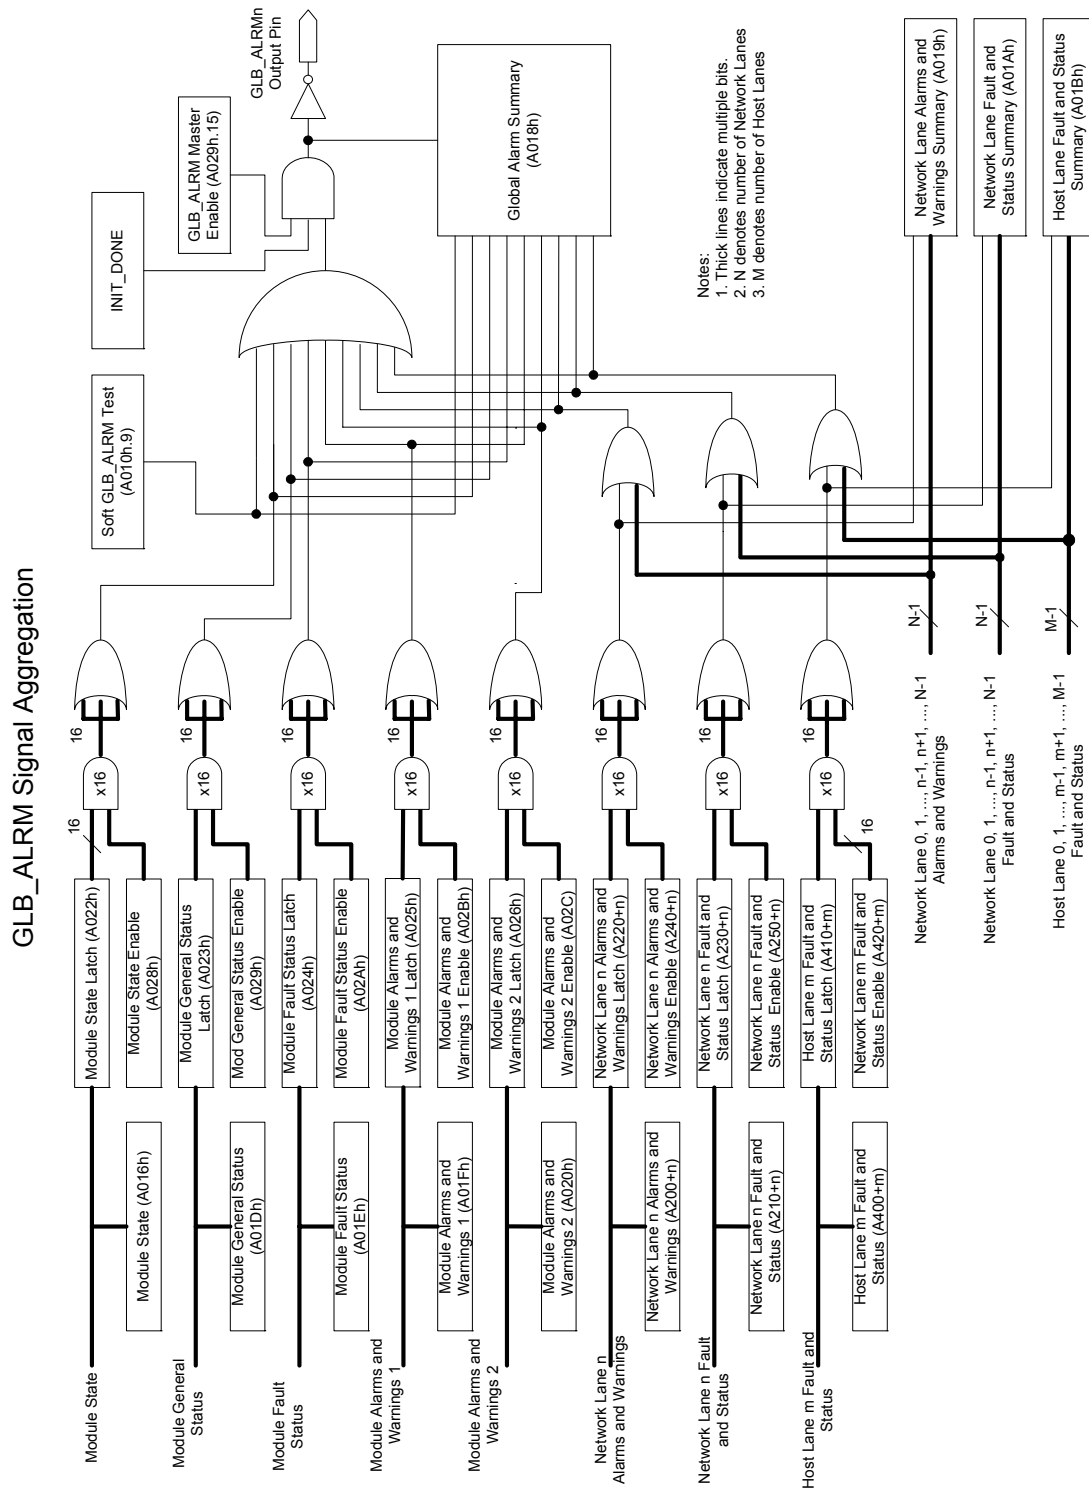 GLB_ALRM Signal Aggregation
Module State
Module State (A016h)
Module State Latch (A022h)
Module State Enable
(A028h)
16
x16
16
Module General
Status
Module General Status
(A01Dh)
Module General Status
Latch (A023h)
Mod General Status Enable
(A029h)
x16
16
Module Fault
Status
Module Fault Status
(A01Eh)
Module Fault Status Latch
(A024h)
Module Fault Status Enable
(A02Ah)
x16
16
Module Alarms and
Warnings 1
Module Alarms and
Warnings 1 (A01Fh)
Module Alarms and
Warnings 1 Latch (A025h)
Module Alarms and
Warnings 1 Enable (A02Bh)
x16
16
Module Alarms and
Warnings 2
Module Alarms and
Warnings 2 (A020h)
Module Alarms and
Warnings 2 Latch (A026h)
Module Alarms and
Warnings 2 Enable (A02C)
x16
16
Network Lane n
Alarms and Warnings
Network Lane n Alarms and
Warnings (A200+n)
Network Lane n Alarms and
Warnings Latch (A220+n)
Network Lane n Alarms and
Warnings Enable (A240+n)
x16
16
Network Lane n Fault
and Status
Network Lane n Fault and
Status (A210+n)
Network Lane n Fault and
Status Latch (A230+n)
Network Lane n Fault and
Status Enable (A250+n)
x16
16
Host Lane m Fault and
Status
Host Lane m Fault and
Status (A400+m)
Host Lane m Fault and
Status Latch (A410+m)
Network Lane m Fault and
Status Enable (A420+m)
16
x16
16
Soft GLB_ALRM Test
(A010h.9)
INIT_DONE
GLB_ALRM Master
Enable (A029h.15)
GLB_ALRMn
Output Pin
Global Alarm Summary
(A018h)
Notes:
1. Thick lines indicate multiple bits.
2. N denotes number of Network Lanes
3. M denotes number of Host Lanes
Network Lane 0, 1, ..., n-1, n+1, ..., N-1
Alarms and Warnings
N-1
Network Lane Alarms and
Warnings Summary (A019h)
Network Lane 0, 1, ..., n-1, n+1, ..., N-1
Fault and Status
N-1
Network Lane Fault and
Status Summary (A01Ah)
Host Lane 0, 1, ..., m-1, m+1, ..., M-1
Fault and Status
M-1
Host Lane Fault and Status
Summary (A01Bh)